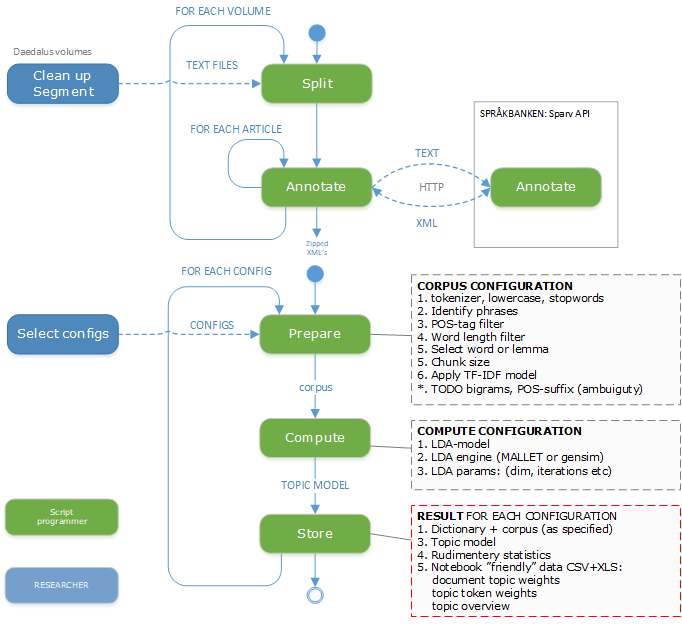 FOR EACH VOLUME
Daedalus volumes
Clean up
Segment
TEXT FILES
Split
FOR EACH ARTICLE
Annotate
TEXT
HTTP
XML
SPRÅKBANKEN: Sparv API
Annotate
Zipped
XML's
FOR EACH CONFIG
Select configs
CONFIGS
Prepare
corpus
Compute
TOPIC MODEL
Store
CORPUS CONFIGURATION
1. tokenizer, lowercase, stopwords
2. Identify phrases
3. POS-tag filter
4. Word length filter
5. Select word or lemma
5. Chunk size
6. Apply TF-IDF model
*. TODO bigrams, POS-suffix (ambuiguty)
COMPUTE CONFIGURATION
1. LDA-model
2. LDA engine (MALLET or gensim)
3. LDA params: (dim, iterations etc)
RESULT FOR EACH CONFIGURATION
1. Dictionary + corpus (as specified)
3. Topic model
4. Rudimentery statistics
5. Notebook ”friendly” data CSV+XLS:
document topic weights
topic token weights
topic overview
Script
programmer
RESEARCHER